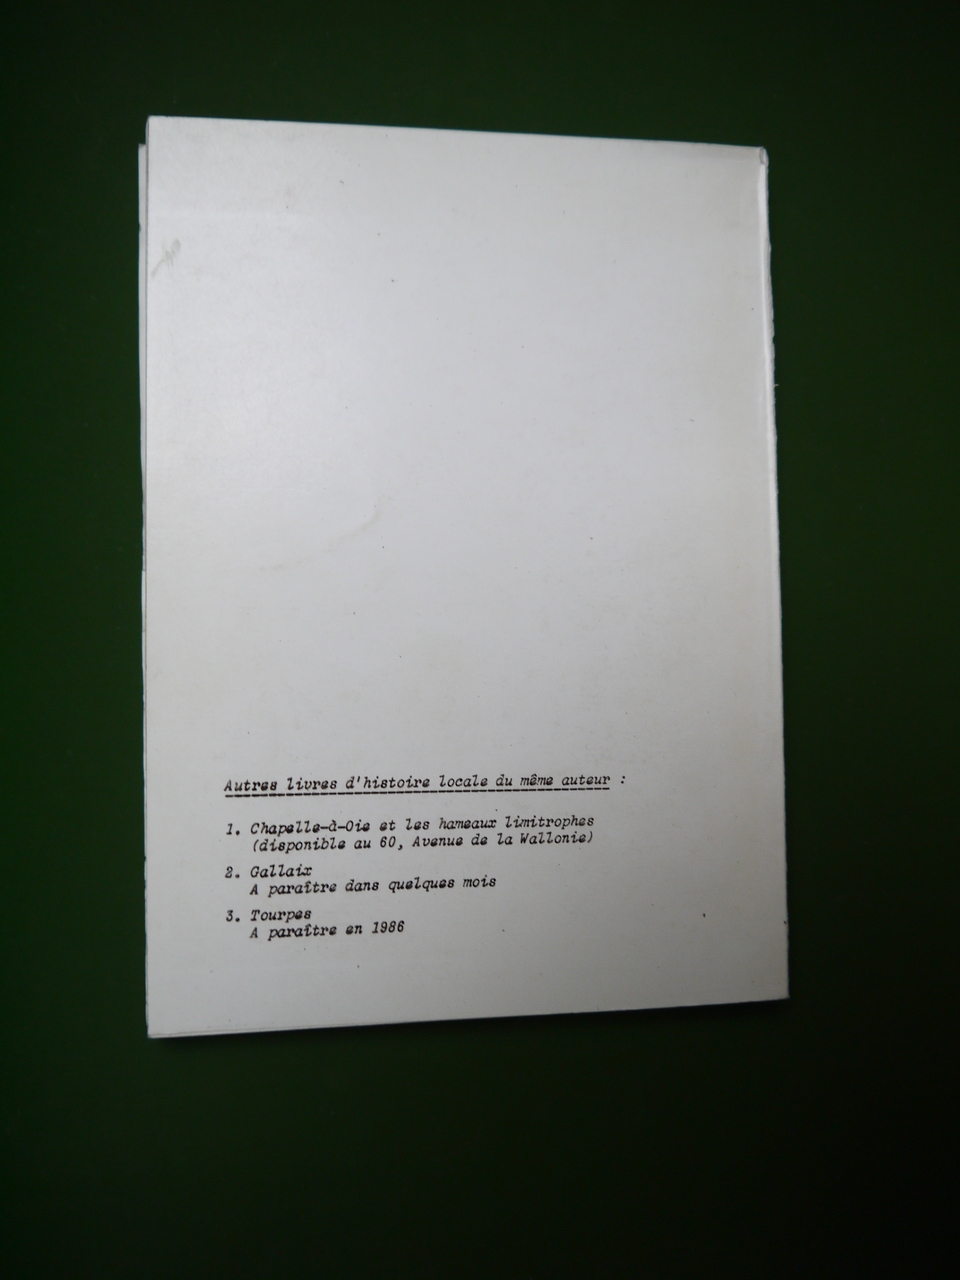 Autres livres d'histoire locale du même auteur :
1. Chapelle-à-Oie et les hameaux limitrophes
(disponible au 60, Avenue de la Wallonie)
2. Gallaix
A paraître dans quelques mois
3. Tourpes
A paraître en 1986